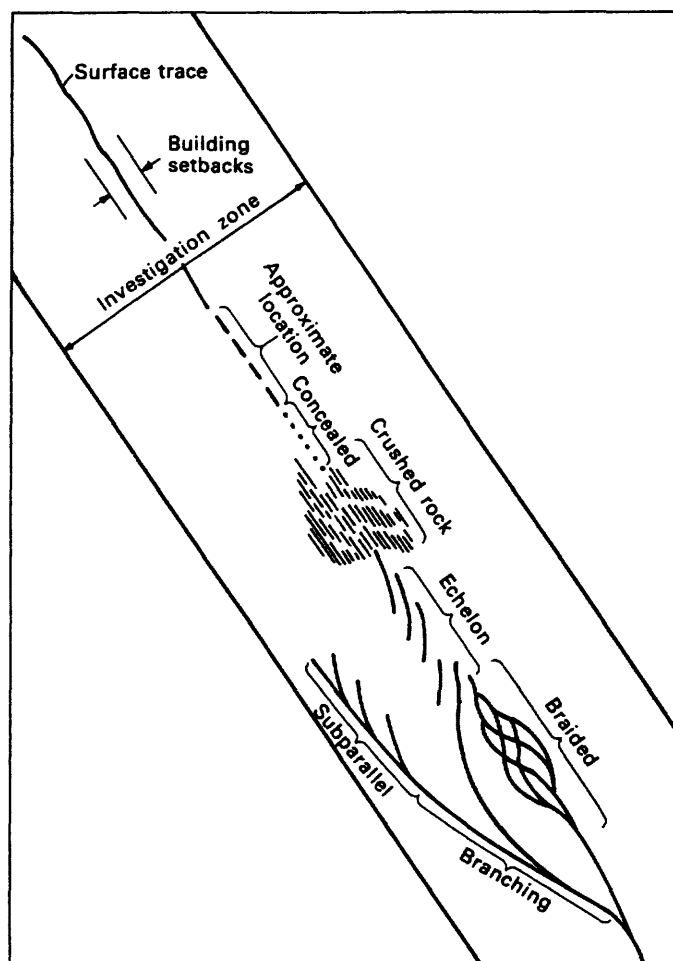 Surface trace
Building
setbacks
Investigation zone
Approximate
location
Concealed
Crushed rock
Echelon
Braided
Subparallel
Branching